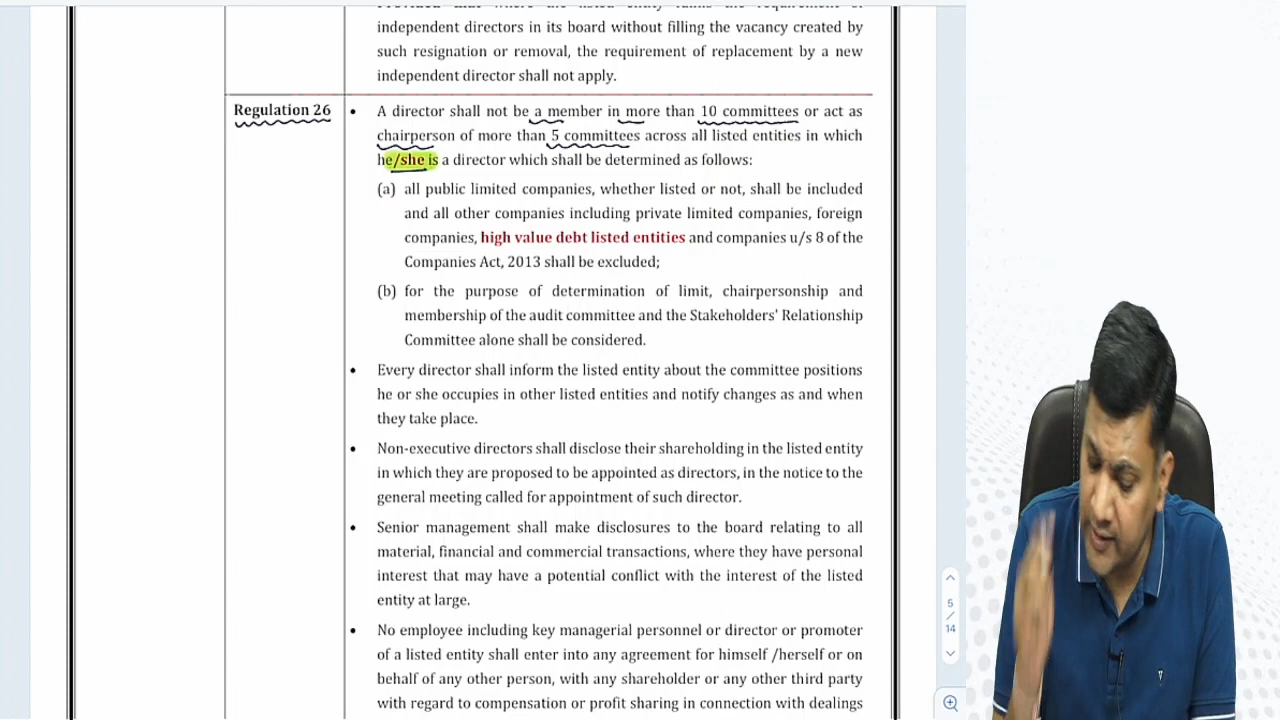 independent directors in its board without filling the vacancy created by
such resignation or removal, the requirement of replacement by a new
independent director shall not apply.
Regulation 26
• A director shall not be a member in more than 10 committees or act as
chairperson of more than 5 committees across all listed entities in which
he/she is a director which shall be determined as follows:
(a) all public limited companies, whether listed or not, shall be included
and all other companies including private limited companies, foreign
companies, high value debt listed entities and companies u/s 8 of the
Companies Act, 2013 shall be excluded;
(b) for the purpose of determination of limit, chairpersonship and
membership of the audit committee and the Stakeholders' Relationship
Committee alone shall be considered.
• Every director shall inform the listed entity about the committee positions
he or she occupies in other listed entities and notify changes as and when
they take place.
• Non-executive directors shall disclose their shareholding in the listed entity
in which they are proposed to be appointed as directors, in the notice to the
general meeting called for appointment of such director.
• Senior management shall make disclosures to the board relating to all
material, financial and commercial transactions, where they have personal
interest that may have a potential conflict with the interest of the listed
entity at large.
• No employee including key managerial personnel or director or promoter
of a listed entity shall enter into any agreement for himself /herself or on
behalf of any other person, with any shareholder or any other third party
with regard to compensation or profit sharing in connection with dealings
5
/
14